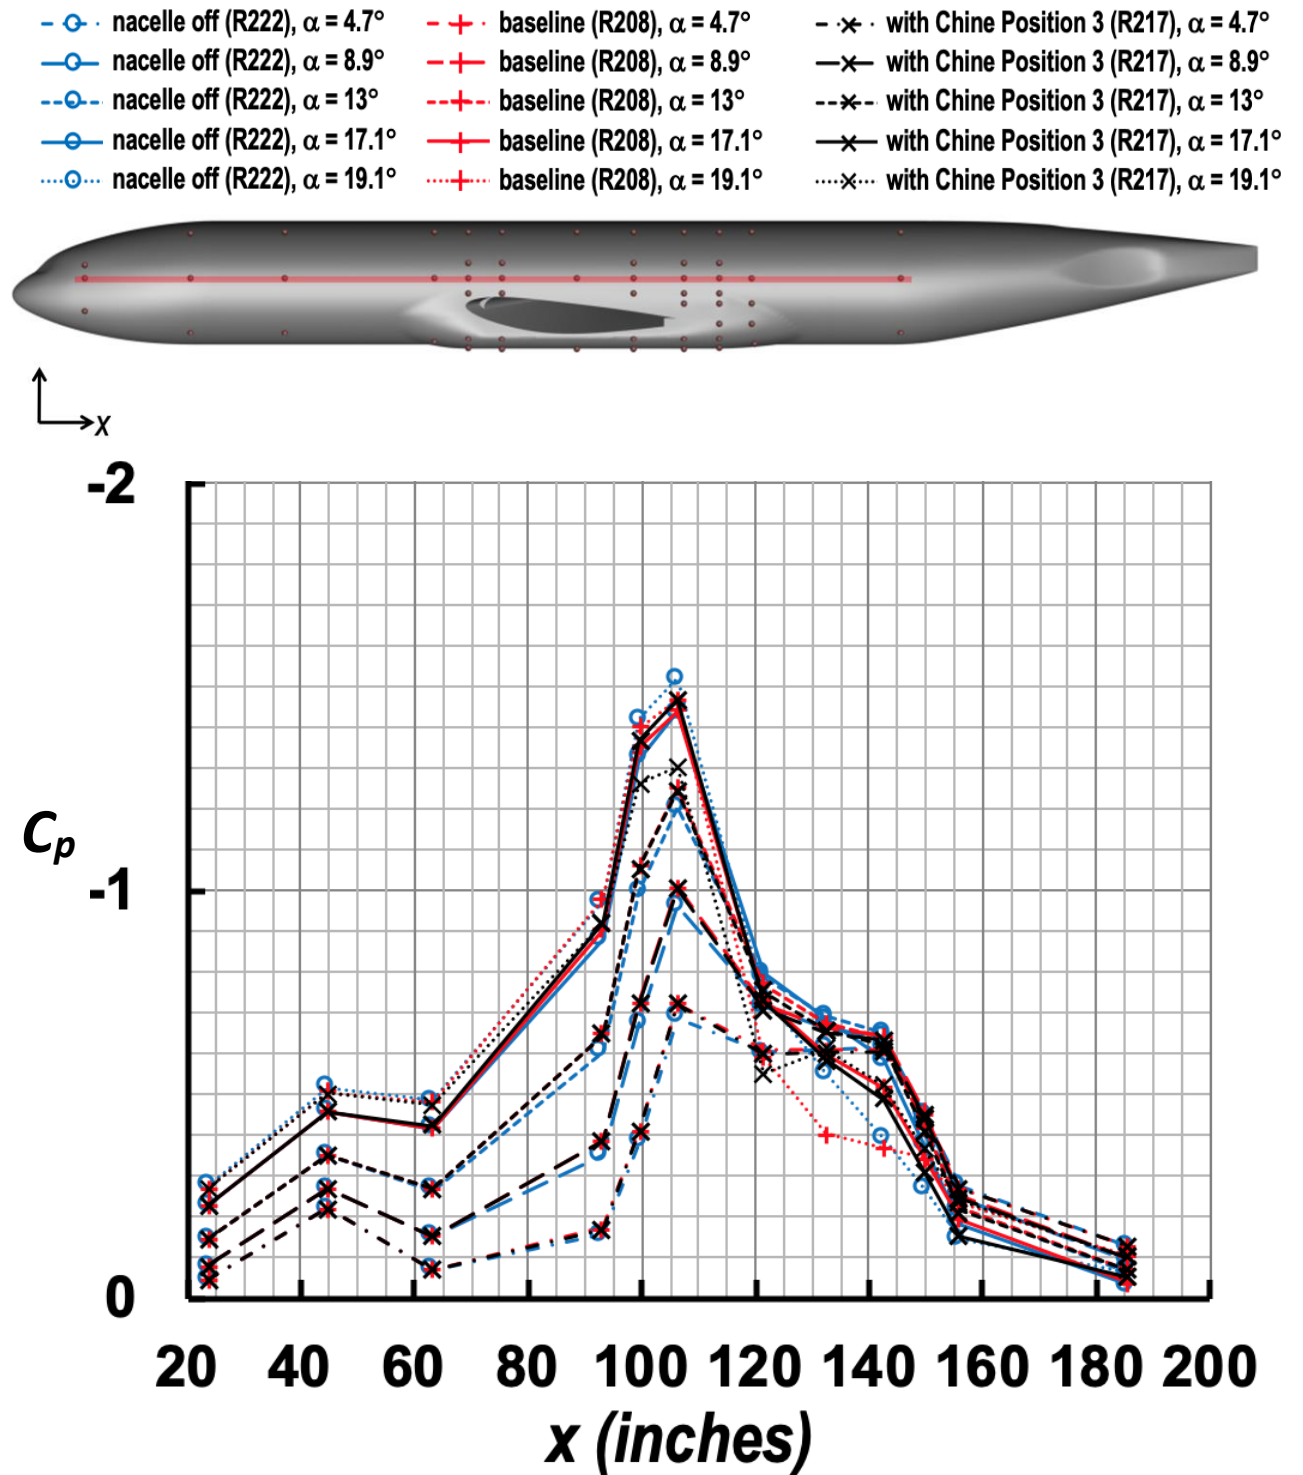 nacelle off (R222), α = 4.7° baseline (R208), α = 4.7° with Chine Position 3 (R217), α = 4.7°
nacelle off (R222), α = 8.9° baseline (R208), α = 8.9° with Chine Position 3 (R217), α = 8.9°
nacelle off (R222), α = 13° baseline (R208), α = 13° with Chine Position 3 (R217), α = 13°
nacelle off (R222), α = 17.1° baseline (R208), α = 17.1° with Chine Position 3 (R217), α = 17.1°
nacelle off (R222), α = 19.1° baseline (R208), α = 19.1° with Chine Position 3 (R217), α = 19.1°
x
-2
Cp
-1
0
20 40 60 80 100 120 140 160 180 200
x (inches)